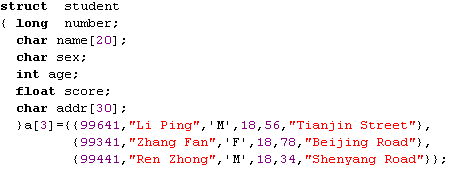 struct student
{ long number;
char name[20];
char sex;
int age;
float score;
char addr[30];
}a[3]={{99641,"Li Ping",'M',18,56,"Tianjin Street"},
{99341,"Zhang Fan",'F',18,78,"Beijing Road"},
{99441,"Ren Zhong",'M',18,34,"Shenyang Road"}};